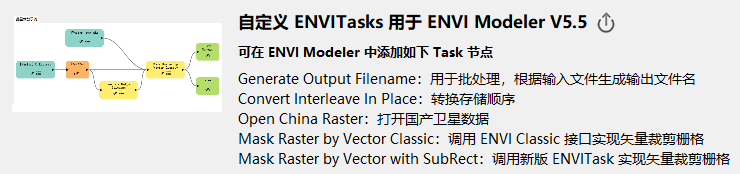 自定义 ENVITasks 用于 ENVI Modeler V5.5
可在 ENVI Modeler 中添加如下 Task 节点
Generate Output Filename：用于批处理，根据输入文件生成输出文件名
Convert Interleave In Place：转换存储顺序
Open China Raster：打开国产卫星数据
Mask Raster by Vector Classic：调用 ENVI Classic 接口实现矢量裁剪栅格
Mask Raster by Vector with SubRect：调用新版 ENVITask 实现矢量裁剪栅格